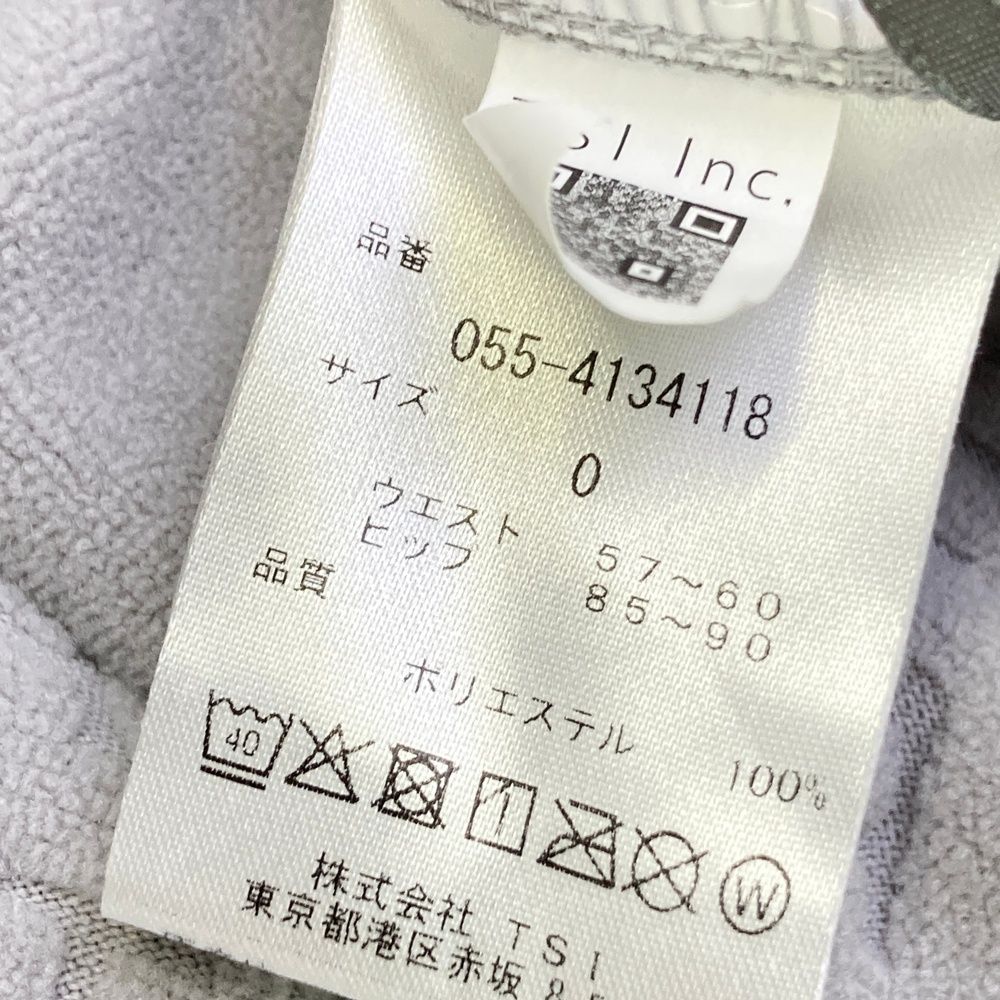 Inc.
品番
055-4134118
サイズ
0
ウエスト 57～60
ヒップ 85～90
品質
ポリエステル 100%
40
W
株式会社 TSI
東京都港区赤坂